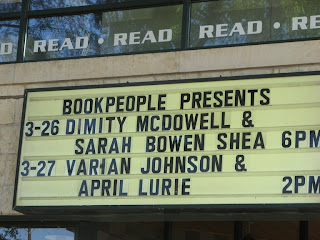 READ · READ · READ · READ
BOOKPEOPLE PRESENTS
3-26 DIMITY MCDOWELL &
SARAH BOWEN SHEA 6PM
3-27 VARIAN JOHNSON &
APRIL LURIE 2PM